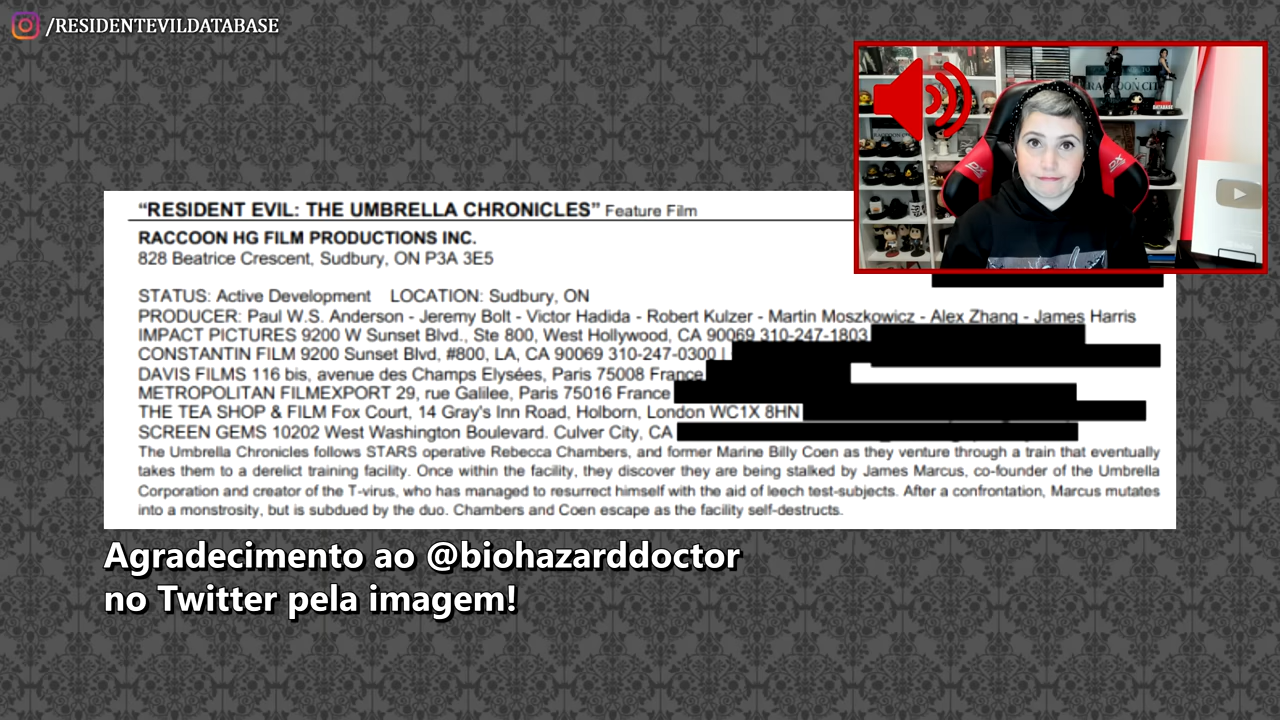 /RESIDENTEVILDATABASE
RACCOON CITY
DATABASE
“RESIDENT EVIL: THE UMBRELLA CHRONICLES” Feature Film
RACCOON HG FILM PRODUCTIONS INC.
828 Beatrice Crescent, Sudbury, ON P3A 3E5
STATUS: Active Development LOCATION: Sudbury, ON
PRODUCER: Paul W.S. Anderson - Jeremy Bolt - Victor Hadida - Robert Kulzer - Martin Moszkowicz - Alex Zhang - James Harris
IMPACT PICTURES 9200 W Sunset Blvd., Ste 800, West Hollywood, CA 90069 310-247-1803
CONSTANTIN FILM 9200 Sunset Blvd, #800, LA, CA 90069 310-247-0300 |
DAVIS FILMS 116 bis, avenue des Champs Elysées, Paris 75008 France
METROPOLITAN FILMEXPORT 29, rue Galilee, Paris 75016 France
THE TEA SHOP & FILM Fox Court, 14 Gray's Inn Road, Holborn, London WC1X 8HN
SCREEN GEMS 10202 West Washington Boulevard. Culver City, CA
The Umbrella Chronicles follows STARS operative Rebecca Chambers, and former Marine Billy Coen as they venture through a train that eventually
takes them to a derelict training facility. Once within the facility, they discover they are being stalked by James Marcus, co-founder of the Umbrella
Corporation and creator of the T-virus, who has managed to resurrect himself with the aid of leech test-subjects. After a confrontation, Marcus mutates
into a monstrosity, but is subdued by the duo. Chambers and Coen escape as the facility self-destructs.
Agradecimento ao @biohazarddoctor
no Twitter pela imagem!